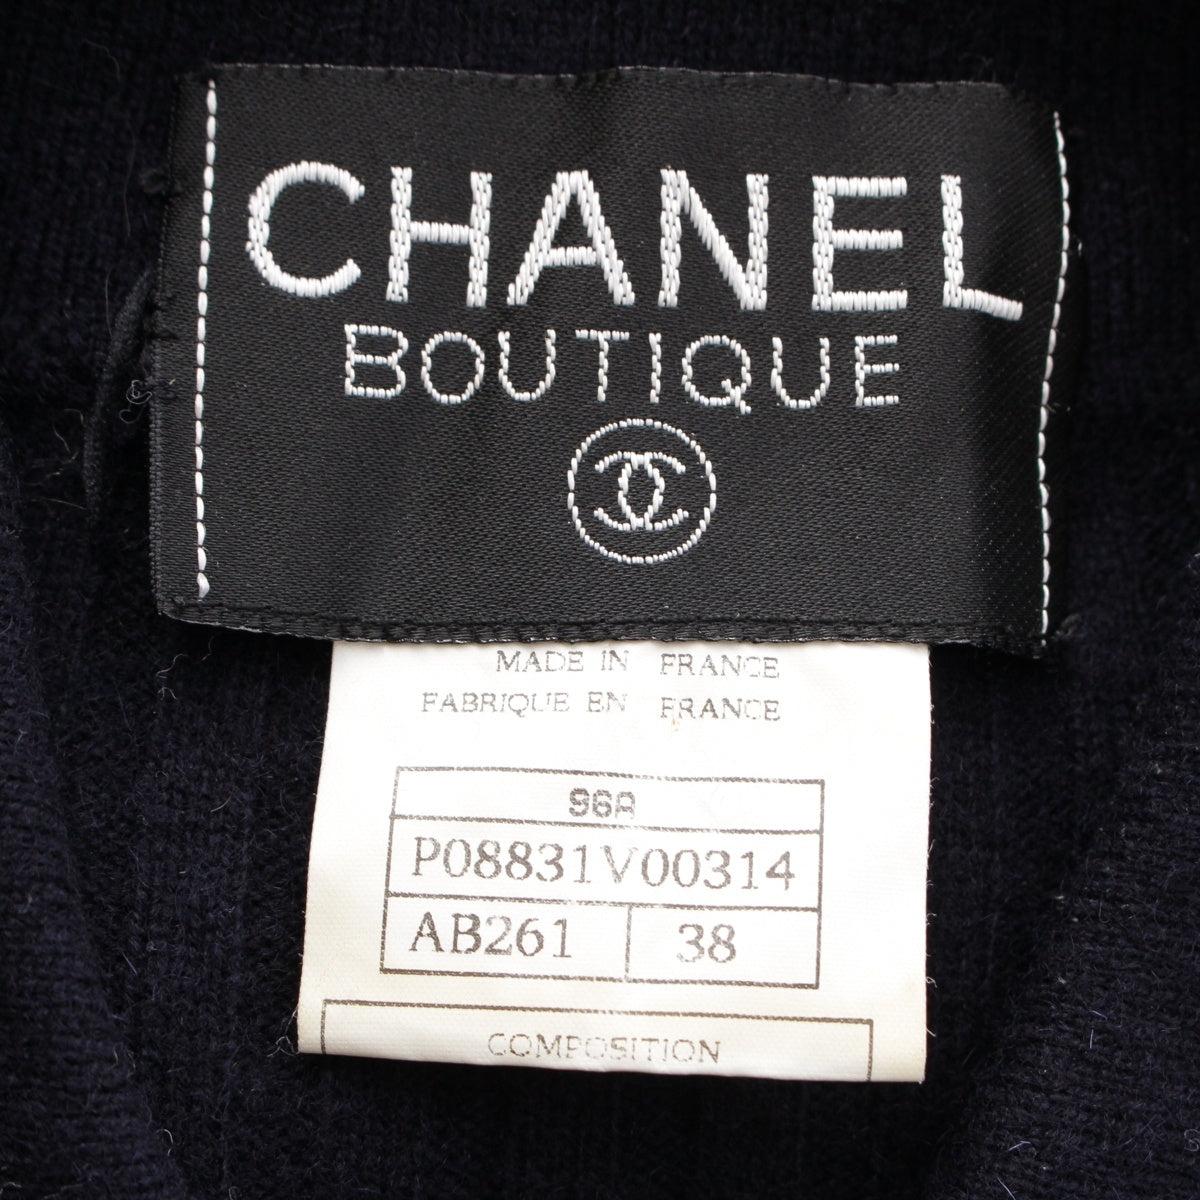 CHANEL
BOUTIQUE
MADE IN FRANCE
FABRIQUE EN FRANCE
96A
P08831V00314
AB261 38
COMPOSITION